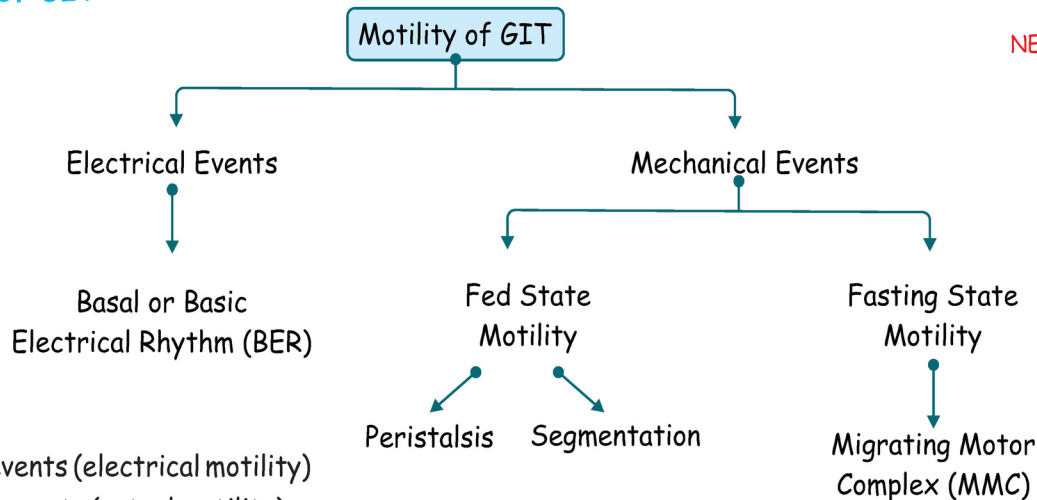 Motility of GIT
NE
Electrical Events
Mechanical Events
Basal or Basic
Electrical Rhythm (BER)
Fed State
Motility
Fasting State
Motility
Peristalsis
Segmentation
Migrating Motor
Complex (MMC)
vents (electrical motility)